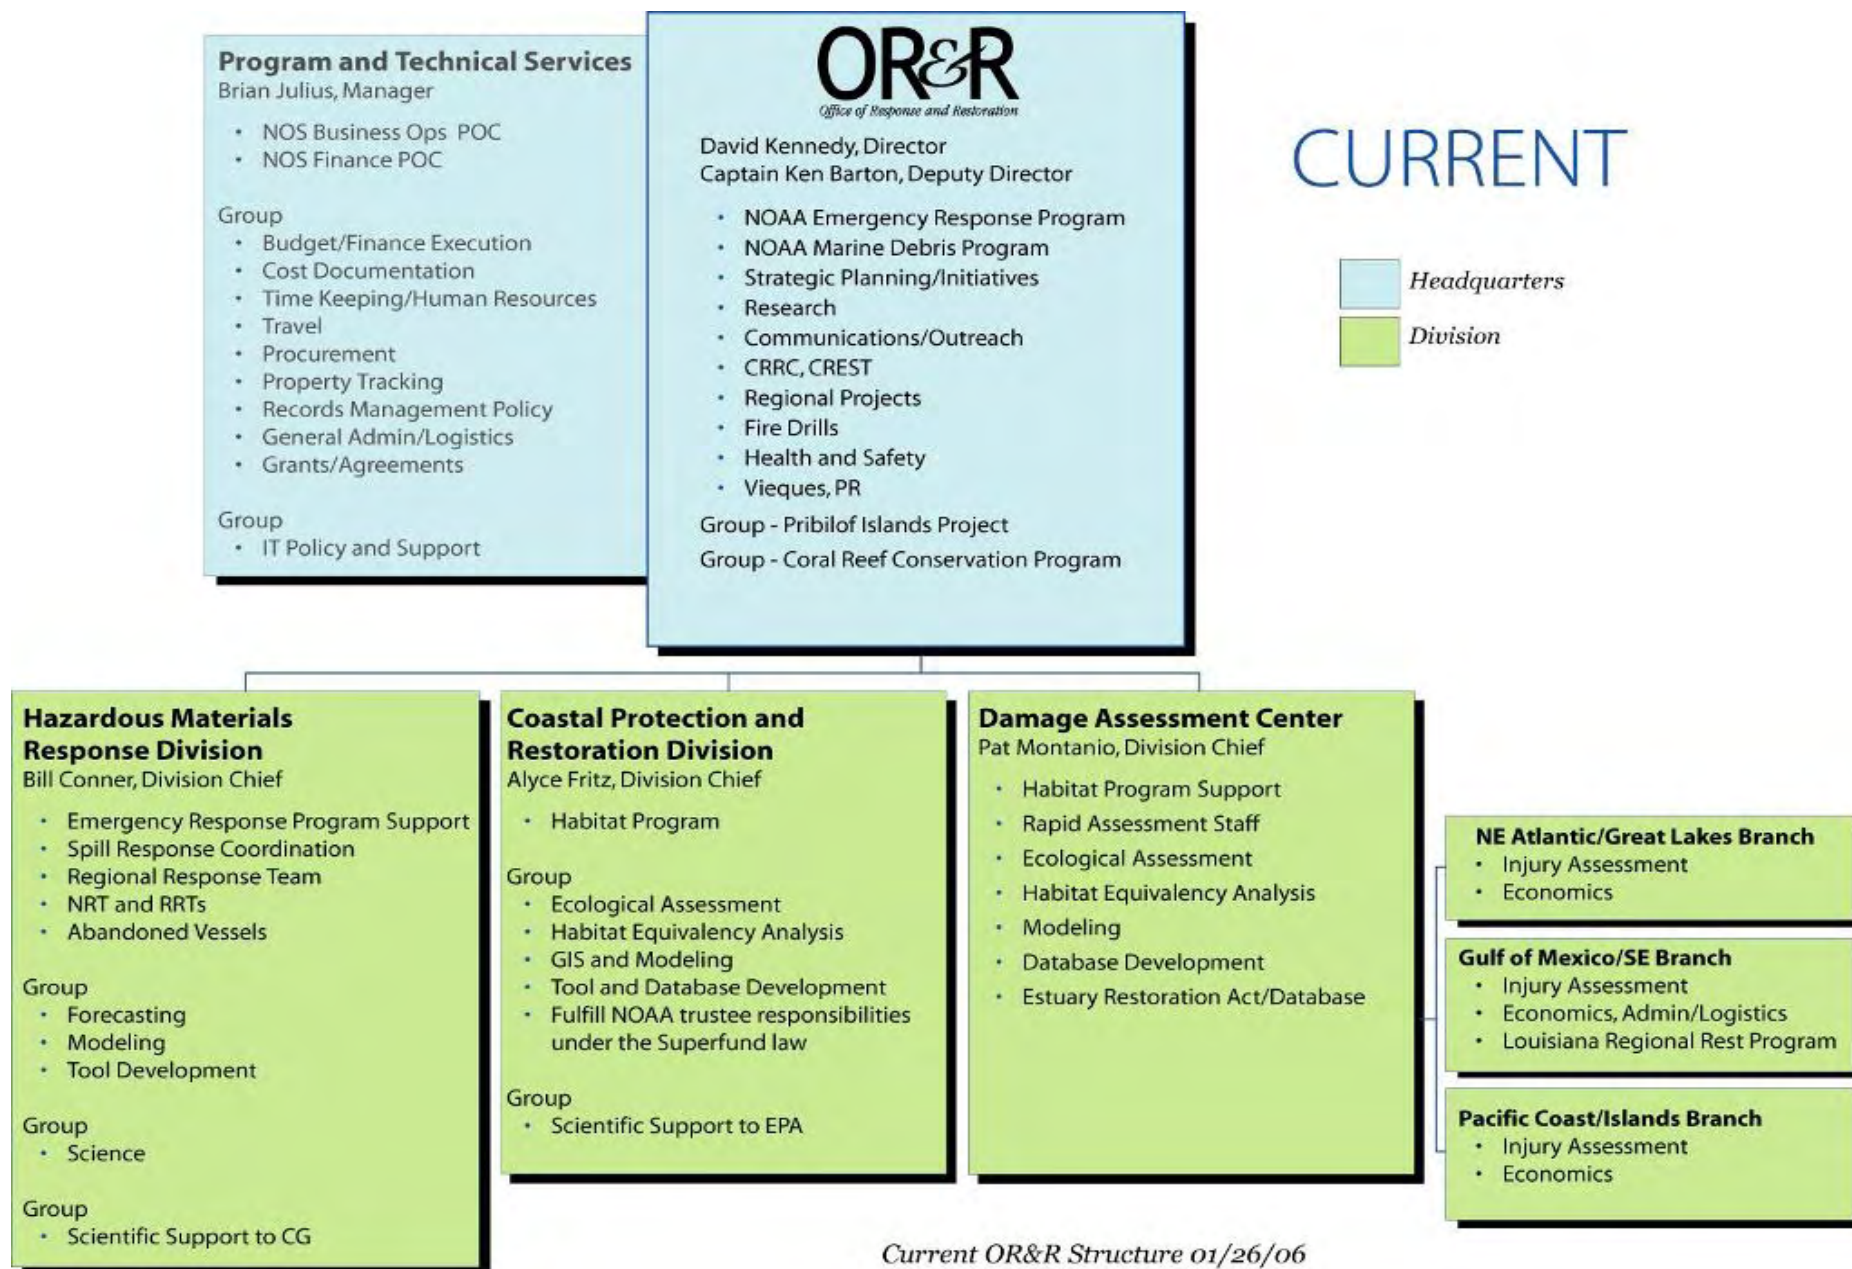 Program and Technical Services
Brian Julius, Manager
• NOS Business Ops POC
• NOS Finance POC
Group
• Budget/Finance Execution
• Cost Documentation
• Time Keeping/Human Resources
• Travel
• Procurement
• Property Tracking
• Records Management Policy
• General Admin/Logistics
• Grants/Agreements
Group
• IT Policy and Support
OR&R
Office of Response and Restoration
David Kennedy, Director
Captain Ken Barton, Deputy Director
• NOAA Emergency Response Program
• NOAA Marine Debris Program
• Strategic Planning/Initiatives
• Research
• Communications/Outreach
• CRRC, CREST
• Regional Projects
• Fire Drills
• Health and Safety
• Vieques, PR
Group - Pribilof Islands Project
Group - Coral Reef Conservation Program
CURRENT
Headquarters
Division
Hazardous Materials
Response Division
Bill Conner, Division Chief
• Emergency Response Program Support
• Spill Response Coordination
• Regional Response Team
• NRT and RRTs
• Abandoned Vessels
Group
• Forecasting
• Modeling
• Tool Development
Group
• Science
Group
• Scientific Support to CG
Coastal Protection and
Restoration Division
Alyce Fritz, Division Chief
• Habitat Program
Group
• Ecological Assessment
• Habitat Equivalency Analysis
• GIS and Modeling
• Tool and Database Development
• Fulfill NOAA trustee responsibilities
under the Superfund law
Group
• Scientific Support to EPA
Damage Assessment Center
Pat Montanio, Division Chief
• Habitat Program Support
• Rapid Assessment Staff
• Ecological Assessment
• Habitat Equivalency Analysis
• Modeling
• Database Development
• Estuary Restoration Act/Database
NE Atlantic/Great Lakes Branch
• Injury Assessment
• Economics
Gulf of Mexico/SE Branch
• Injury Assessment
• Economics, Admin/Logistics
• Louisiana Regional Rest Program
Pacific Coast/Islands Branch
• Injury Assessment
• Economics
Current OR&R Structure 01/26/06